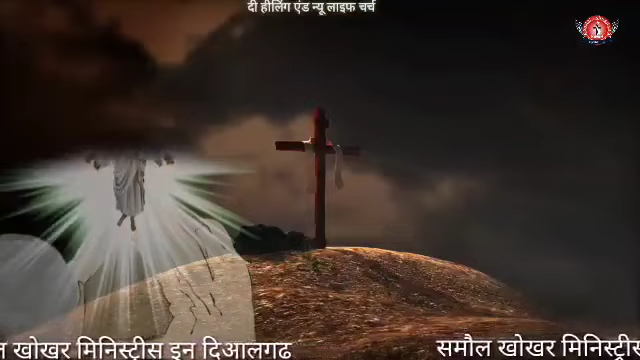 दी हीलिंग एंड न्यू लाइफ चर्च
खोखर मिनिस्ट्रीस इन दिआलगढ
समौल खोखर मिनिस्ट्रीस